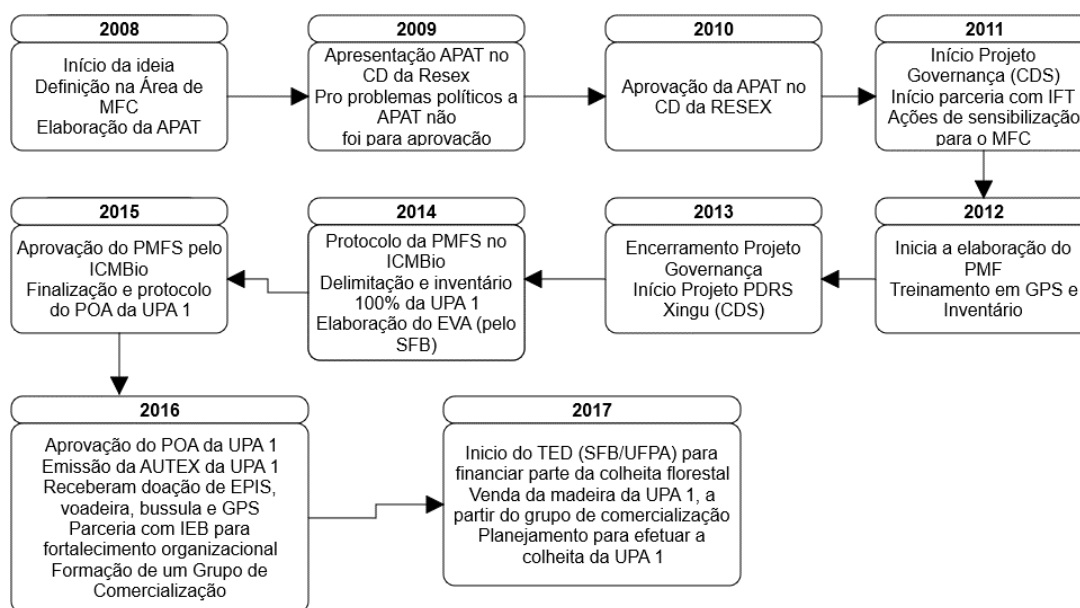 2008
Início da ideia
Definição na Área de
MFC
Elaboração da APAT
2009
Apresentação APAT no
CD da Resex
Pro problemas políticos a
APAT não
foi para aprovação
2010
Aprovação da APAT no
CD da RESEX
2011
Início Projeto
Governança (CDS)
Início parceria com IFT
Ações de sensibilização
para o MFC
2012
Inicia a elaboração do
PMF
Treinamento em GPS e
Inventário
2013
Encerramento Projeto
Governança
Início Projeto PDRS
Xingu (CDS)
2014
Protocolo da PMFS no
ICMBio
Delimitação e inventário
100% da UPA 1
Elaboração do EVA (pelo
SFB)
2015
Aprovação do PMFS pelo
ICMBio
Finalização e protocolo
do POA da UPA 1
2016
Aprovação do POA da UPA 1
Emissão da AUTEX da UPA 1
Receberam doação de EPIS,
voadeira, bussula e GPS
Parceria com IEB para
fortalecimento organizacional
Formação de um Grupo de
Comercialização
2017
Inicio do TED (SFB/UFPA) para
financiar parte da colheita florestal
Venda da madeira da UPA 1, a
partir do grupo de comercialização
Planejamento para efetuar a
colheita da UPA 1